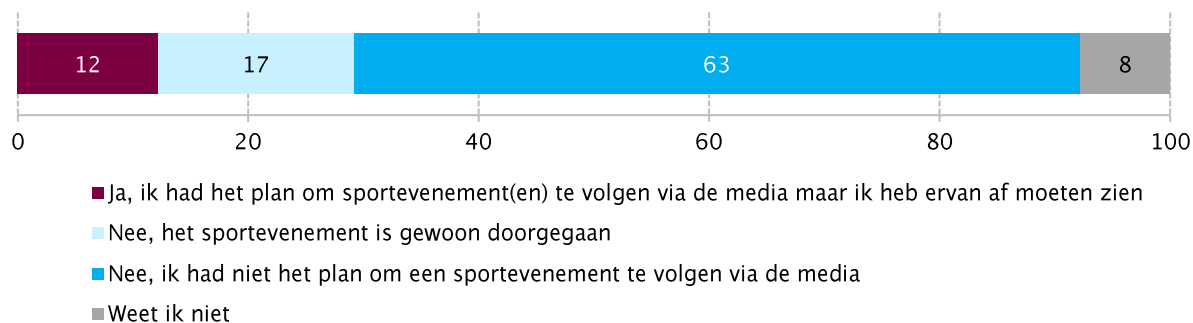 12 17 63 8
0 20 40 60 80 100
Ja, ik had het plan om sportevenement(en) te volgen via de media maar ik heb ervan af moeten zien
Nee, het sportevenement is gewoon doorgegaan
Nee, ik had niet het plan om een sportevenement te volgen via de media
Weet ik niet